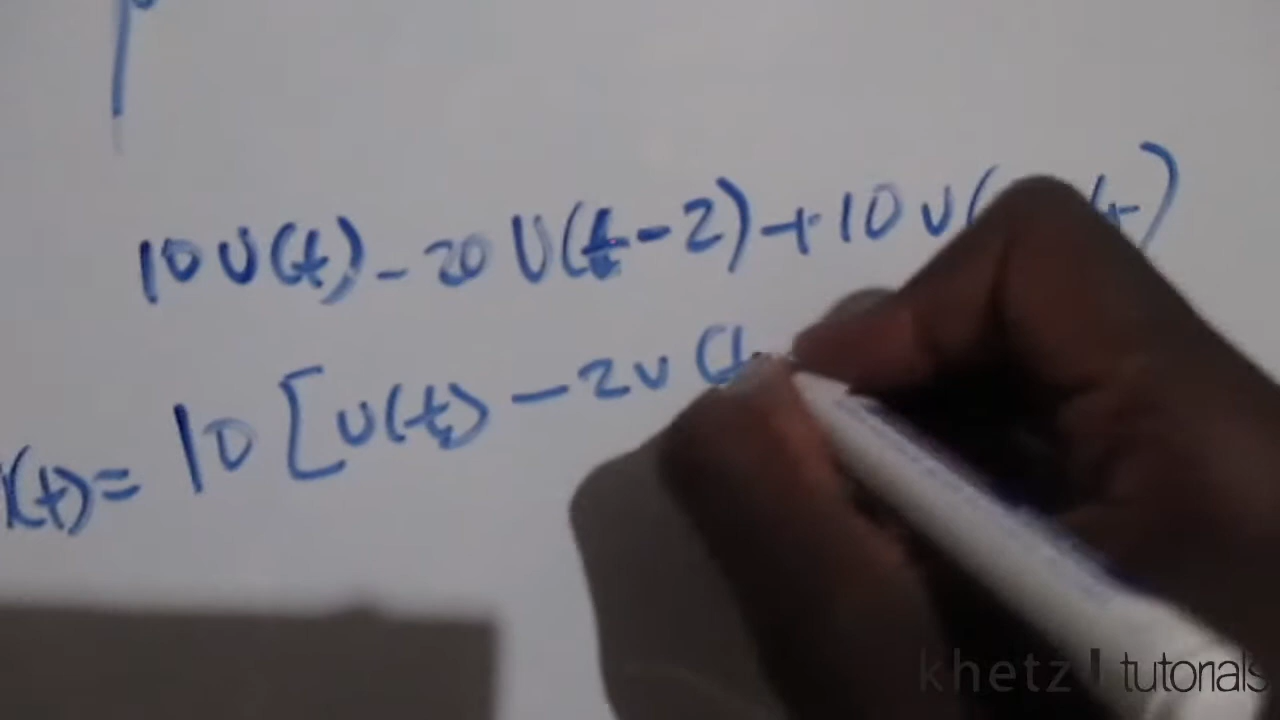 10U(t) - 20U(t-2) + 10U(
)
(t) = 10 [U(t) - 2U(t
khetz tutorials